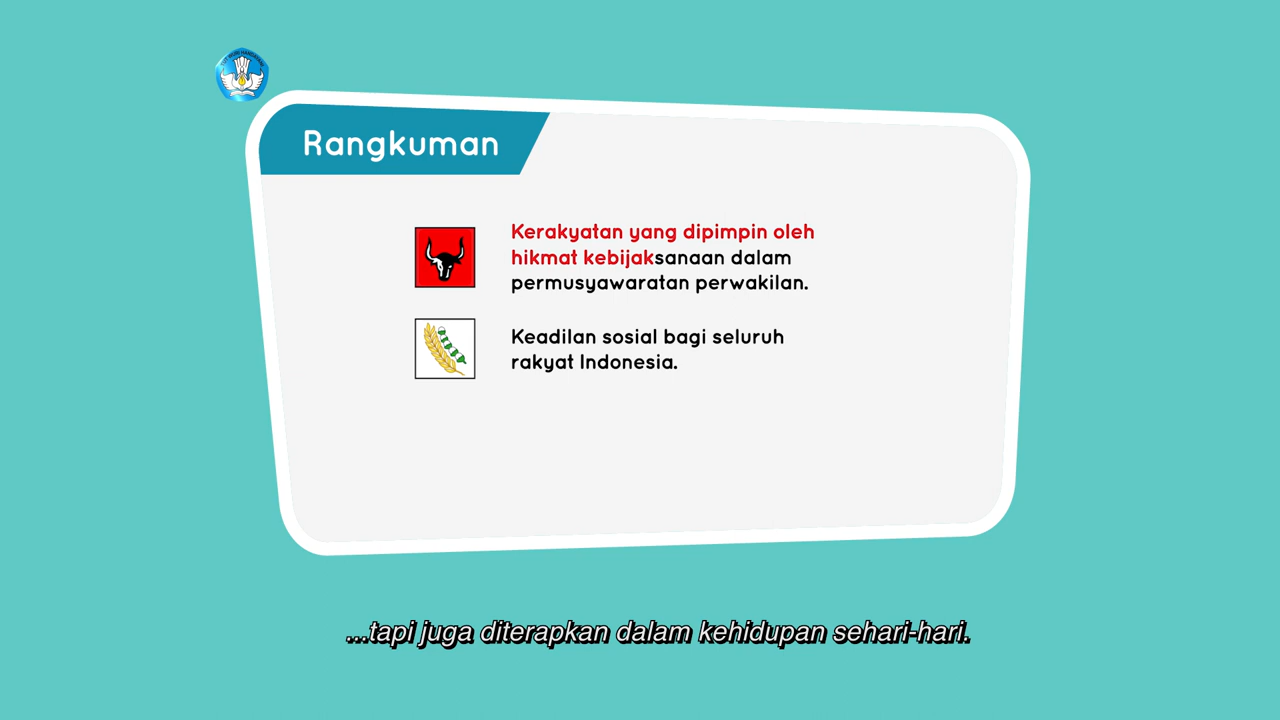 Rangkuman
Kerakyatan yang dipimpin oleh
hikmat kebijaksanaan dalam
permusyawaratan perwakilan.
Keadilan sosial bagi seluruh
rakyat Indonesia.
...tapi juga diterapkan dalam kehidupan sehari-hari.